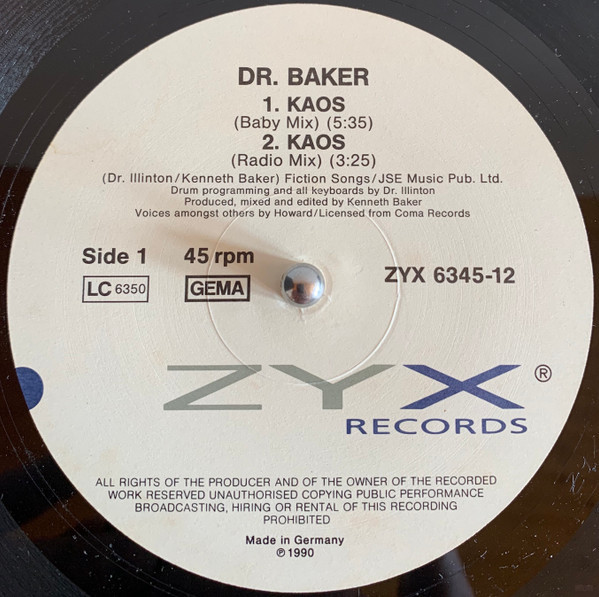 DR. BAKER
1. KAOS
(Baby Mix) (5:35)
2. KAOS
(Radio Mix) (3:25)
(Dr. Illinton/Kenneth Baker) Fiction Songs/JSE Music Pub. Ltd.
Drum programming and all keyboards by Dr. Illinton
Produced, mixed and edited by Kenneth Baker
Voices amongst others by Howard/Licensed from Coma Records
Side 1 45 rpm
LC 6350 GEMA ZYX 6345-12
ZYX ®
RECORDS
ALL RIGHTS OF THE PRODUCER AND OF THE OWNER OF THE RECORDED
WORK RESERVED UNAUTHORISED COPYING PUBLIC PERFORMANCE
BROADCASTING, HIRING OR RENTAL OF THIS RECORDING
PROHIBITED
Made in Germany
℗ 1990